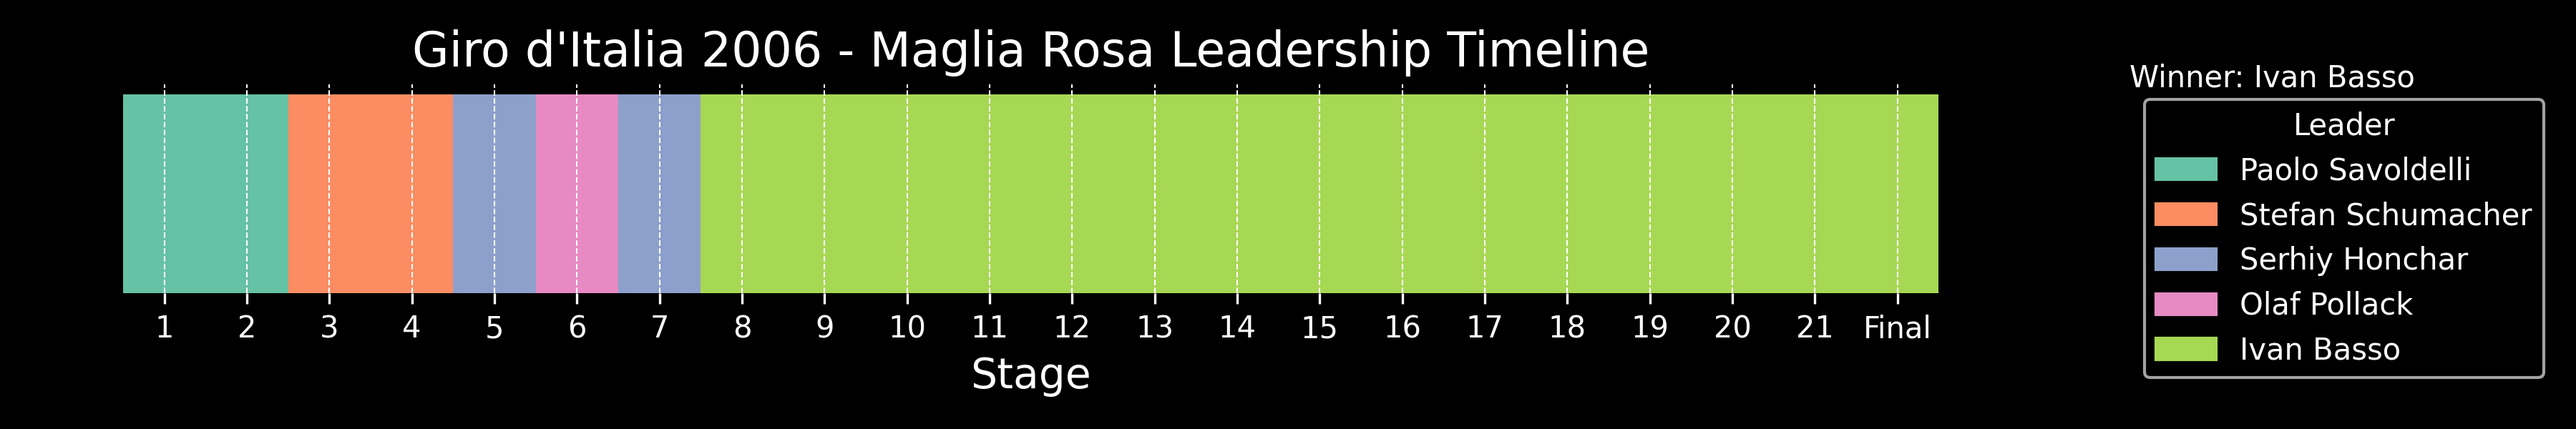 Giro d'Italia 2006 - Maglia Rosa Leadership Timeline
1 2 3 4 5 6 7 8 9 10 11 12 13 14 15 16 17 18 19 20 21 Final
Stage
Winner: Ivan Basso
Leader
Paolo Savoldelli
Stefan Schumacher
Serhiy Honchar
Olaf Pollack
Ivan Basso